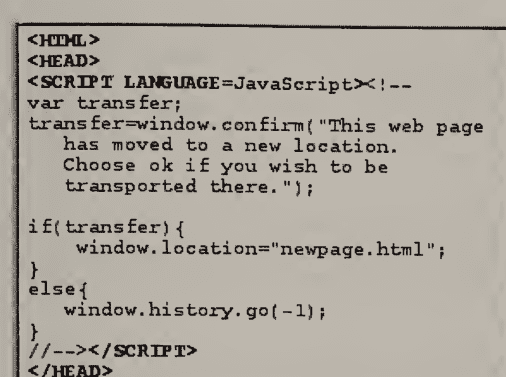 <HTML>
<HEAD>
<SCRIPT LANGUAGE=JavaScript><!--
var transfer;
transfer=window.confirm("This web page
   has moved to a new location.
   Choose ok if you wish to be
   transported there.");

if(transfer){
    window.location="newpage.html";
}
else{
   window.history.go(-1);
}
//--></SCRIPT>
</HEAD>